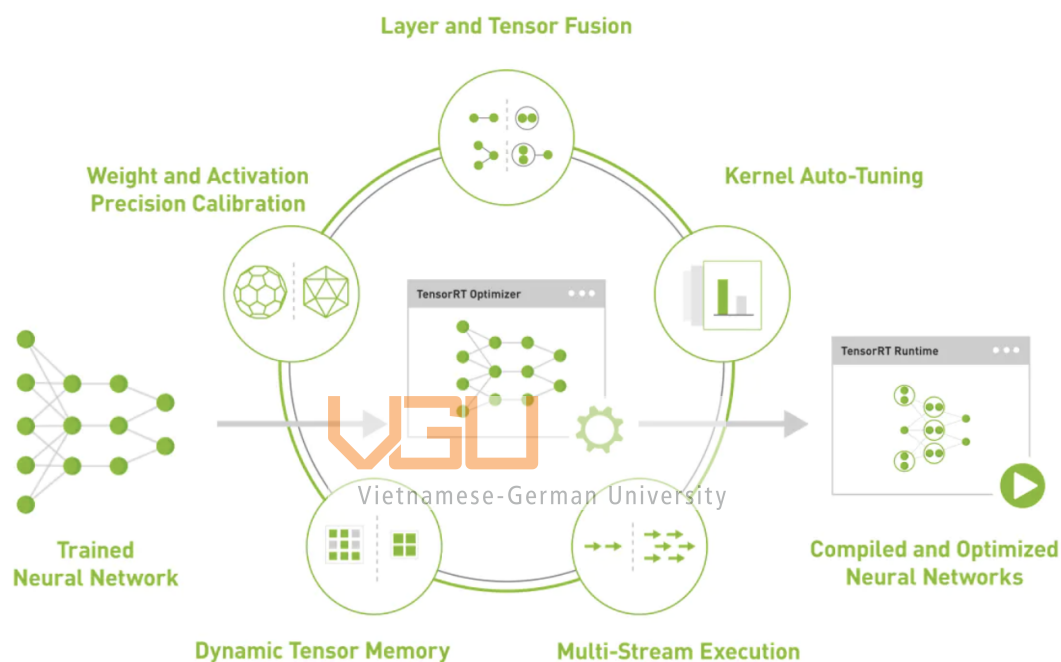 Layer and Tensor Fusion
Weight and Activation
Precision Calibration
Kernel Auto-Tuning
TensorRT Optimizer
TensorRT Runtime
VGU
Vietnamese-German University
Trained
Neural Network
Compiled and Optimized
Neural Networks
Dynamic Tensor Memory
Multi-Stream Execution